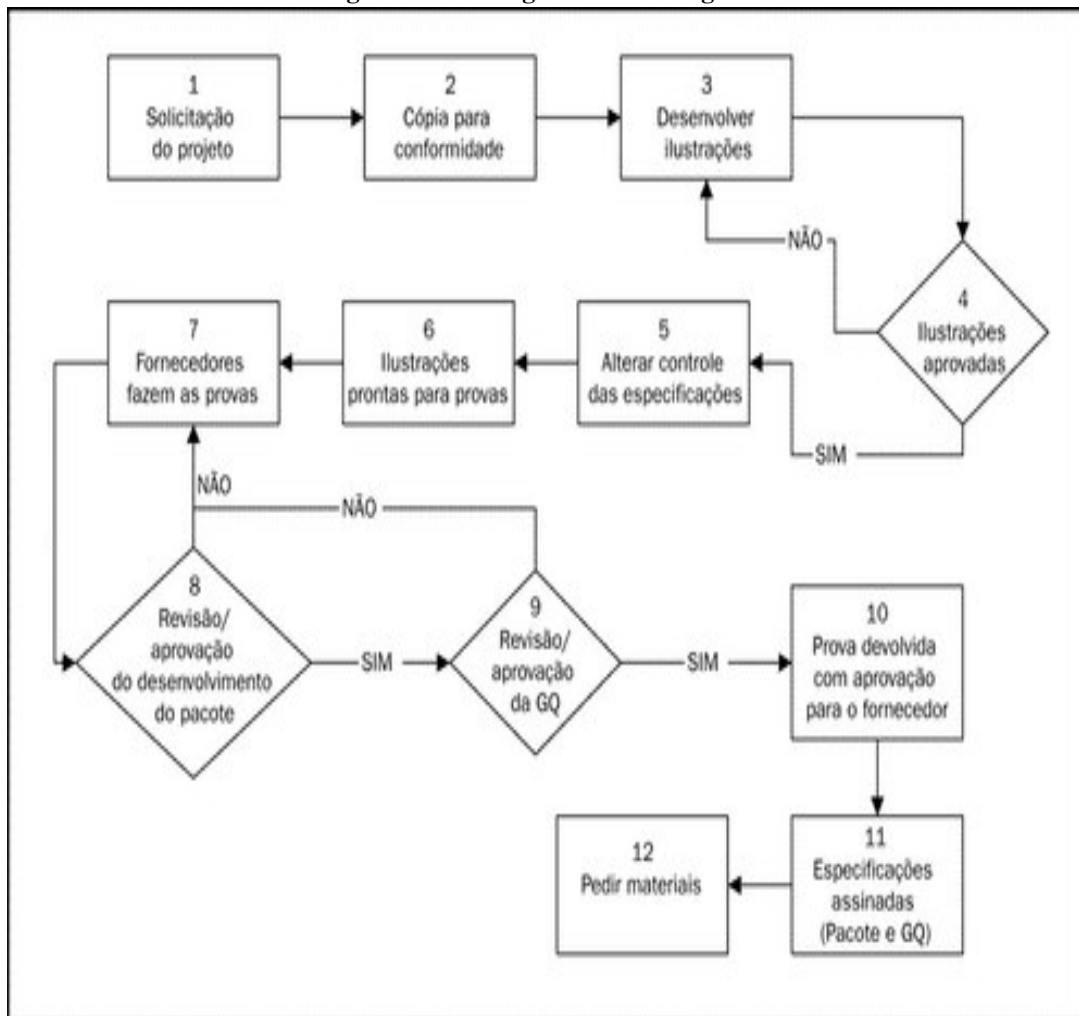 1
Solicitação
do projeto
2
Cópia para
conformidade
3
Desenvolver
ilustrações
NÃO
4
Ilustrações
aprovadas
SIM
5
Alterar controle
das especificações
6
Ilustrações
prontas para provas
7
Fornecedores
fazem as provas
NÃO
NÃO
8
Revisão/
aprovação
do desenvolvimento
do pacote
SIM
9
Revisão/
aprovação
da GQ
SIM
10
Prova devolvida
com aprovação
para o fornecedor
11
Especificações
assinadas
(Pacote e GQ)
12
Pedir materiais